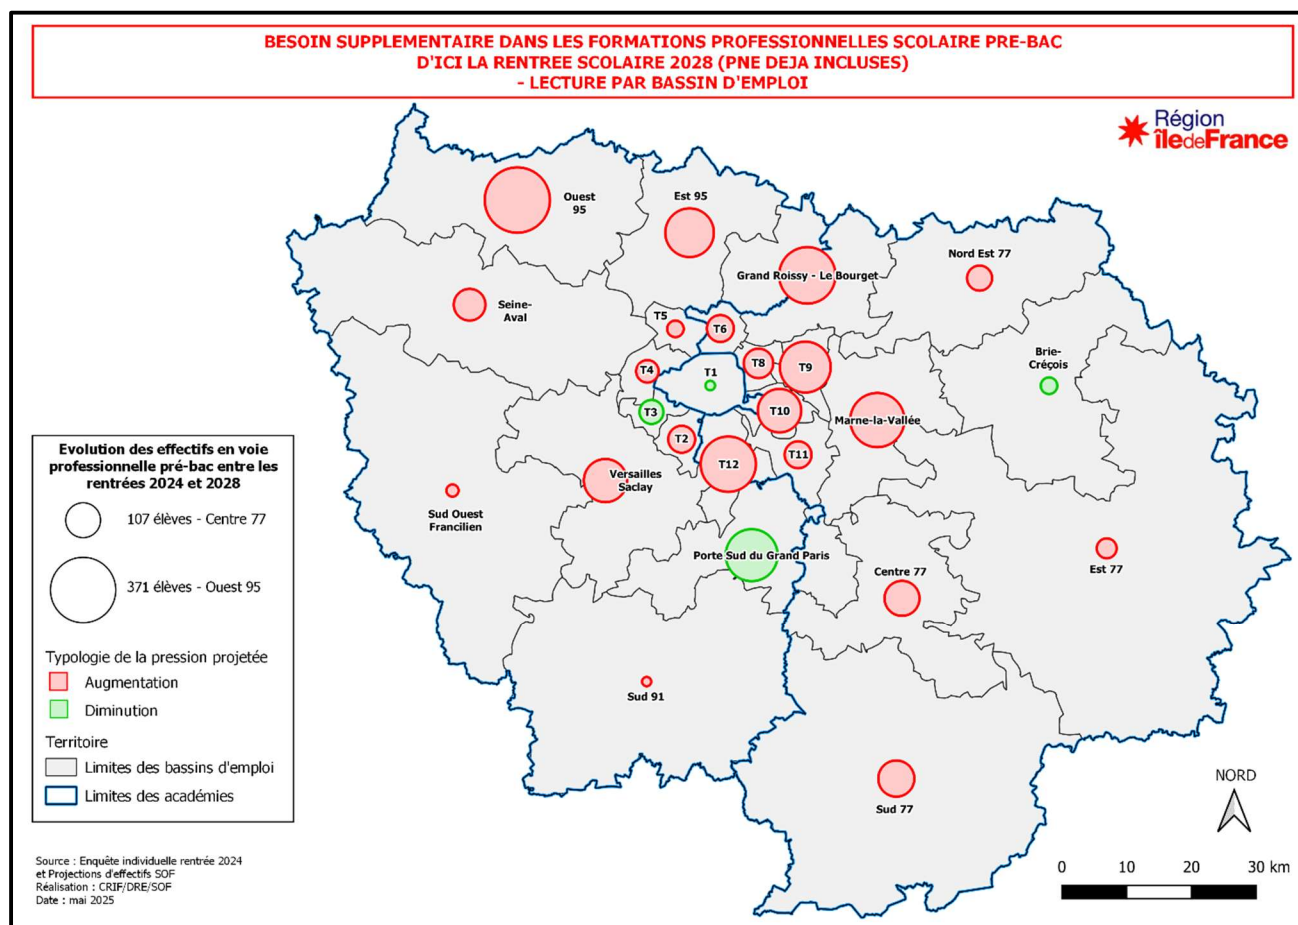 BESOIN SUPPLEMENTAIRE DANS LES FORMATIONS PROFESSIONNELLES SCOLAIRE PRE-BAC
D'ICI LA RENTREE SCOLAIRE 2028 (PNE DEJA INCLUSES)
- LECTURE PAR BASSIN D'EMPLOI
Région
îledeFrance
Ouest
95
Est 95
Grand Roissy - Le Bourget
Nord Est 77
Seine-
Aval
T5
T6
T8
T9
T4
T1
Brie-
Créçois
T3
T10
Marne-la-Vallée
T2
T11
T12
Versailles
Saclay
Sud Ouest
Francilien
Porte Sud du Grand Paris
Est 77
Centre 77
Sud 91
Sud 77
Evolution des effectifs en voie
professionnelle pré-bac entre les
rentrées 2024 et 2028
107 élèves - Centre 77
371 élèves - Ouest 95
Typologie de la pression projetée
Augmentation
Diminution
Territoire
Limites des bassins d'emploi
Limites des académies
Source : Enquête individuelle rentrée 2024
et Projections d'effectifs SOF
Réalisation : CRIF/DRE/SOF
Date : mai 2025
NORD
0 10 20 30 km